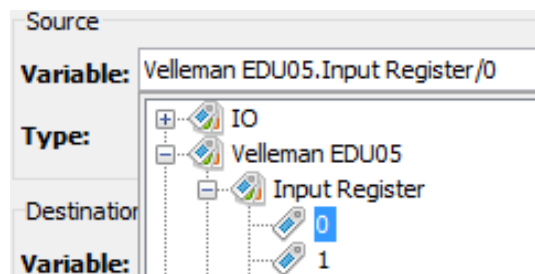 Source
Variable: Velleman EDU05.Input Register/0
IO
Type:
Velleman EDU05
Input Register
Destination
0
Variable:
1